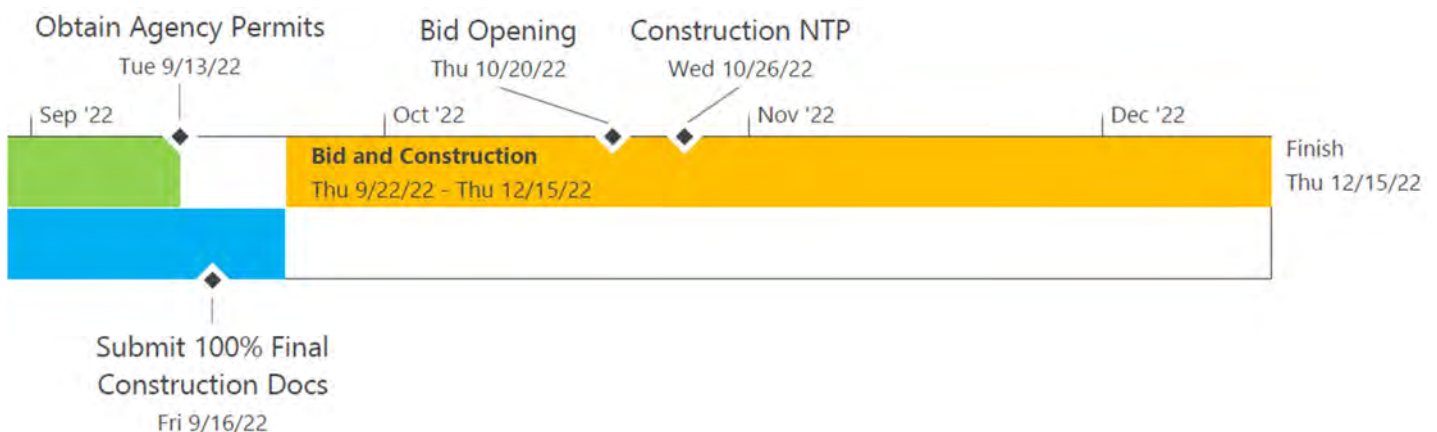 Obtain Agency Permits
Tue 9/13/22
Bid Opening
Thu 10/20/22
Construction NTP
Wed 10/26/22
Sep '22
Oct '22
Nov '22
Dec '22
Bid and Construction
Thu 9/22/22 - Thu 12/15/22
Finish
Thu 12/15/22
Submit 100% Final
Construction Docs
Fri 9/16/22